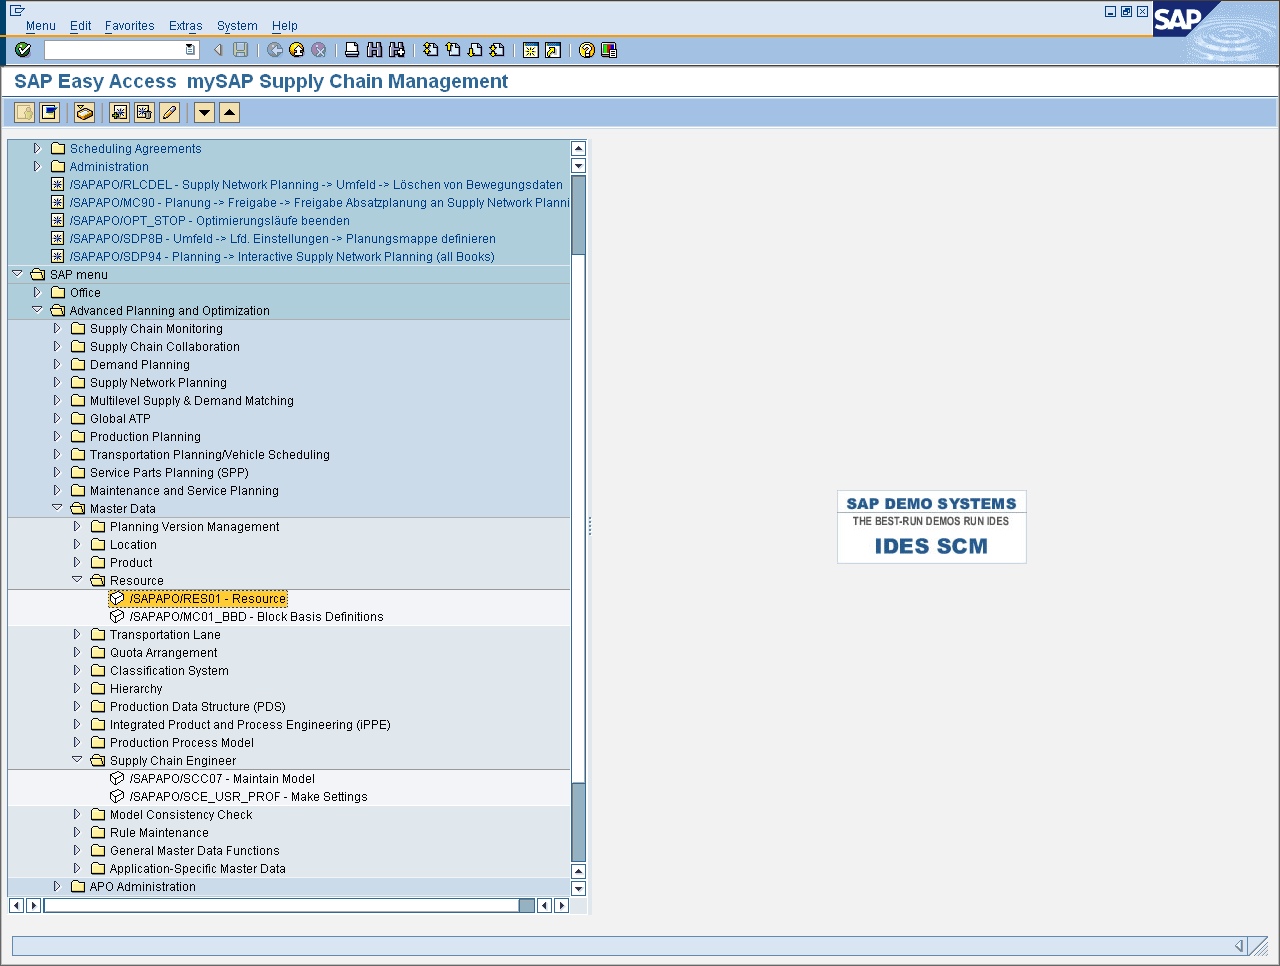 Menu Edit Favorites Extras System Help
SAP
SAP Easy Access mySAP Supply Chain Management
Scheduling Agreements
Administration
/SAPAPO/RLCDEL - Supply Network Planning -> Umfeld -> Löschen von Bewegungsdaten
/SAPAPO/MC90 - Planung -> Freigabe -> Freigabe Absatzplanung an Supply Network Planni
/SAPAPO/OPT_STOP - Optimierungsläufe beenden
/SAPAPO/SDP8B - Umfeld -> Lfd. Einstellungen -> Planungsmappe definieren
/SAPAPO/SDP94 - Planning -> Interactive Supply Network Planning (all Books)
SAP menu
Office
Advanced Planning and Optimization
Supply Chain Monitoring
Supply Chain Collaboration
Demand Planning
Supply Network Planning
Multilevel Supply & Demand Matching
Global ATP
Production Planning
Transportation Planning/Vehicle Scheduling
Service Parts Planning (SPP)
Maintenance and Service Planning
Master Data
Planning Version Management
Location
Product
Resource
/SAPAPO/RES01 - Resource
/SAPAPO/MC01_BBD - Block Basis Definitions
Transportation Lane
Quota Arrangement
Classification System
Hierarchy
Production Data Structure (PDS)
Integrated Product and Process Engineering (iPPE)
Production Process Model
Supply Chain Engineer
/SAPAPO/SCC07 - Maintain Model
/SAPAPO/SCE_USR_PROF - Make Settings
Model Consistency Check
Rule Maintenance
General Master Data Functions
Application-Specific Master Data
APO Administration
SAP DEMO SYSTEMS
THE BEST-RUN DEMOS RUN IDES
IDES SCM